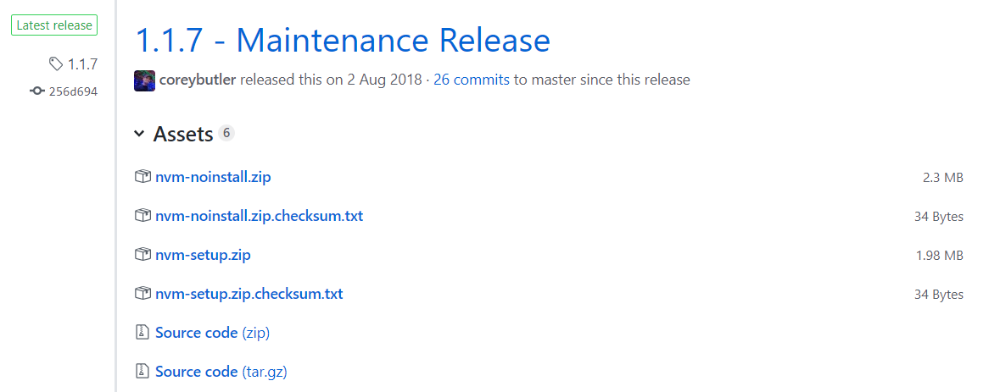 Latest release
1.1.7
256d694
1.1.7 - Maintenance Release
coreybutler released this on 2 Aug 2018 · 26 commits to master since this release
Assets 6
nvm-noinstall.zip 2.3 MB
nvm-noinstall.zip.checksum.txt 34 Bytes
nvm-setup.zip 1.98 MB
nvm-setup.zip.checksum.txt 34 Bytes
Source code (zip)
Source code (tar.gz)